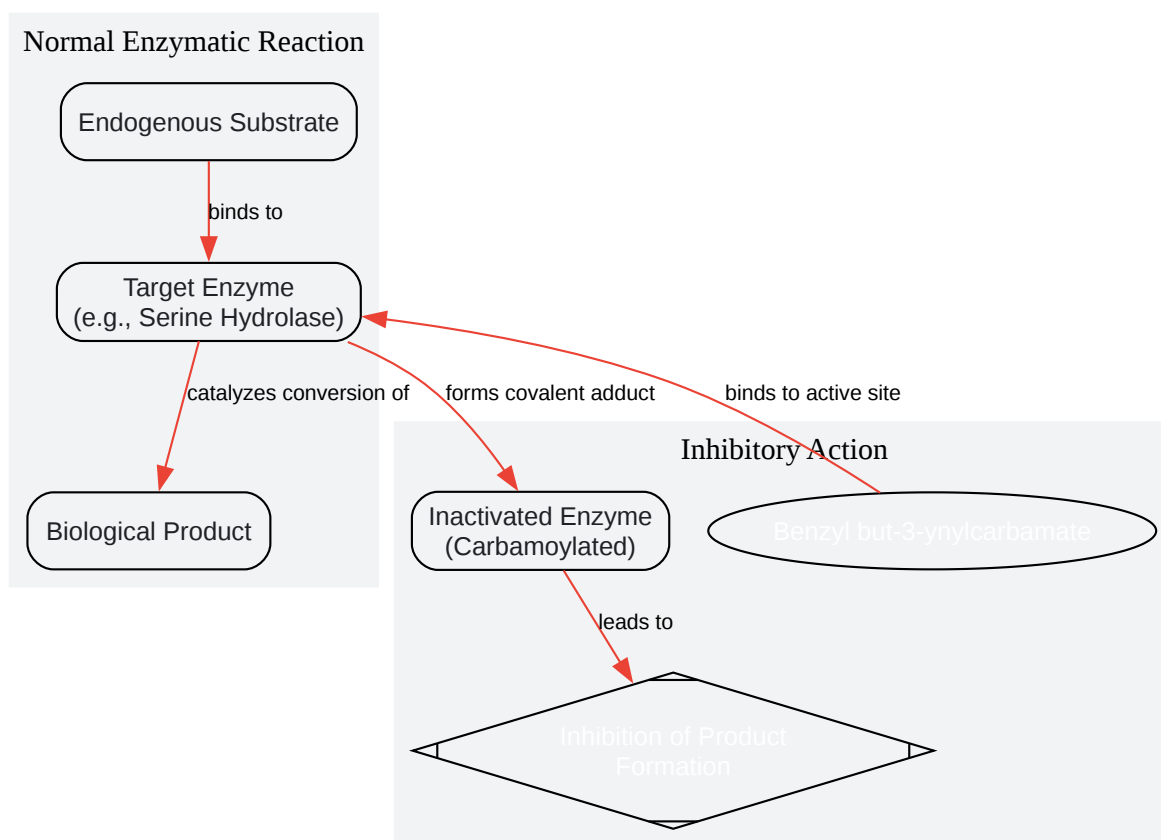 Normal Enzymatic Reaction
Endogenous Substrate
binds to
Target Enzyme
(e.g., Serine Hydrolase)
catalyzes conversion of
forms covalent adduct
binds to active site
Inhibitory Action
Biological Product
Inactivated Enzyme
(Carbamoylated)
Benzyl but-3-ynylcarbamate
leads to
Inhibition of Product
Formation